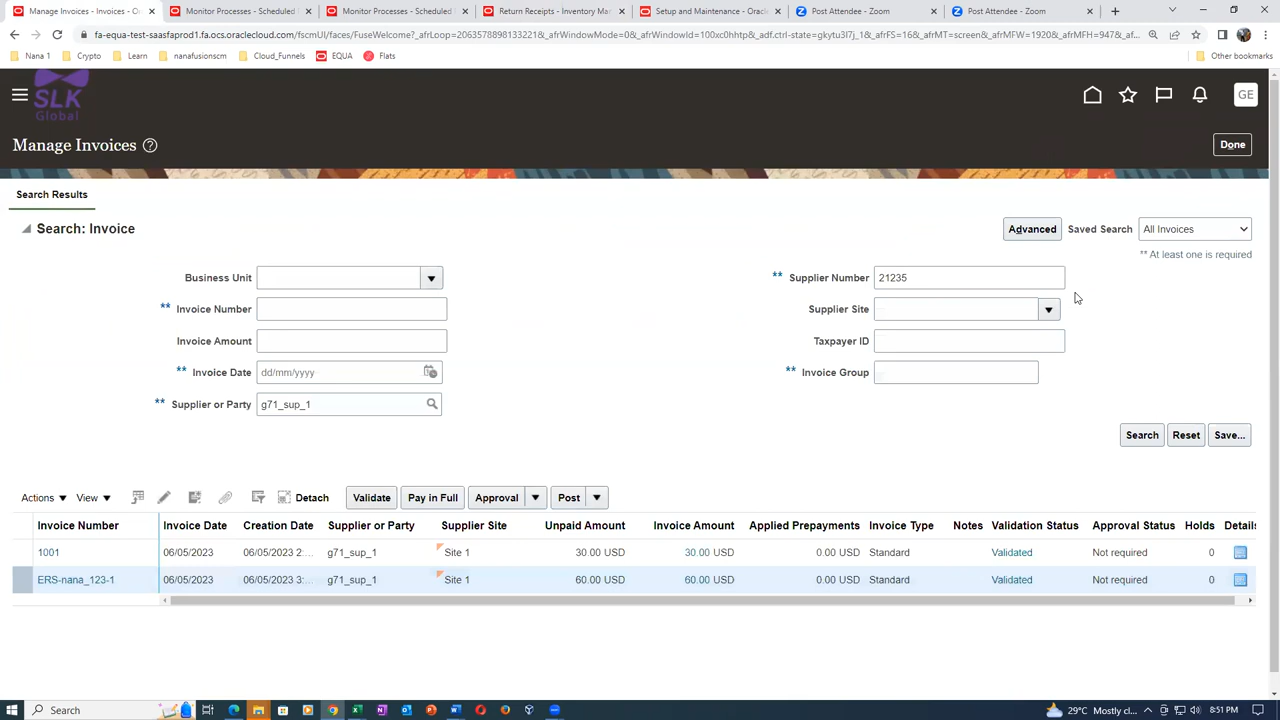 Manage Invoices - Invoices - O
Monitor Processes - Scheduled
Monitor Processes - Scheduled
Return Receipts - Inventory Man
Setup and Maintenance - Oracle
Post Attendee - Zoom
Post Attendee - Zoom
fa-equa-test-saasfaprod1.fa.ocs.oraclecloud.com/fscmUI/faces/FuseWelcome?_afrLoop=2063578898133221&_afrWindowMode=0&_afrWindowId=100xc0hhtp&_adf.ctrl-state=gkytu3l7j_1&_afrFS=16&_afrMT=screen&_afrMFW=1920&_afrMFH=947&_a
Nana 1
Crypto
Learn
nanafusionscm
Cloud_Funnels
EQUA
Flats
Other bookmarks
SLK
Global
GE
Manage Invoices ?
Done
Search Results
Search: Invoice
Advanced Saved Search All Invoices
** At least one is required
Business Unit
** Supplier Number 21235
** Invoice Number
Supplier Site
Invoice Amount
Taxpayer ID
** Invoice Date dd/mm/yyyy
** Invoice Group
** Supplier or Party g71_sup_1
Search Reset Save...
Actions View Detach Validate Pay in Full Approval Post
Invoice Number Invoice Date Creation Date Supplier or Party Supplier Site Unpaid Amount Invoice Amount Applied Prepayments Invoice Type Notes Validation Status Approval Status Holds Details
1001 06/05/2023 06/05/2023 2:... g71_sup_1 Site 1 30.00 USD 30.00 USD 0.00 USD Standard Validated Not required 0
ERS-nana_123-1 06/05/2023 06/05/2023 3:... g71_sup_1 Site 1 60.00 USD 60.00 USD 0.00 USD Standard Validated Not required 0
Search
29°C Mostly cl...
8:51 PM